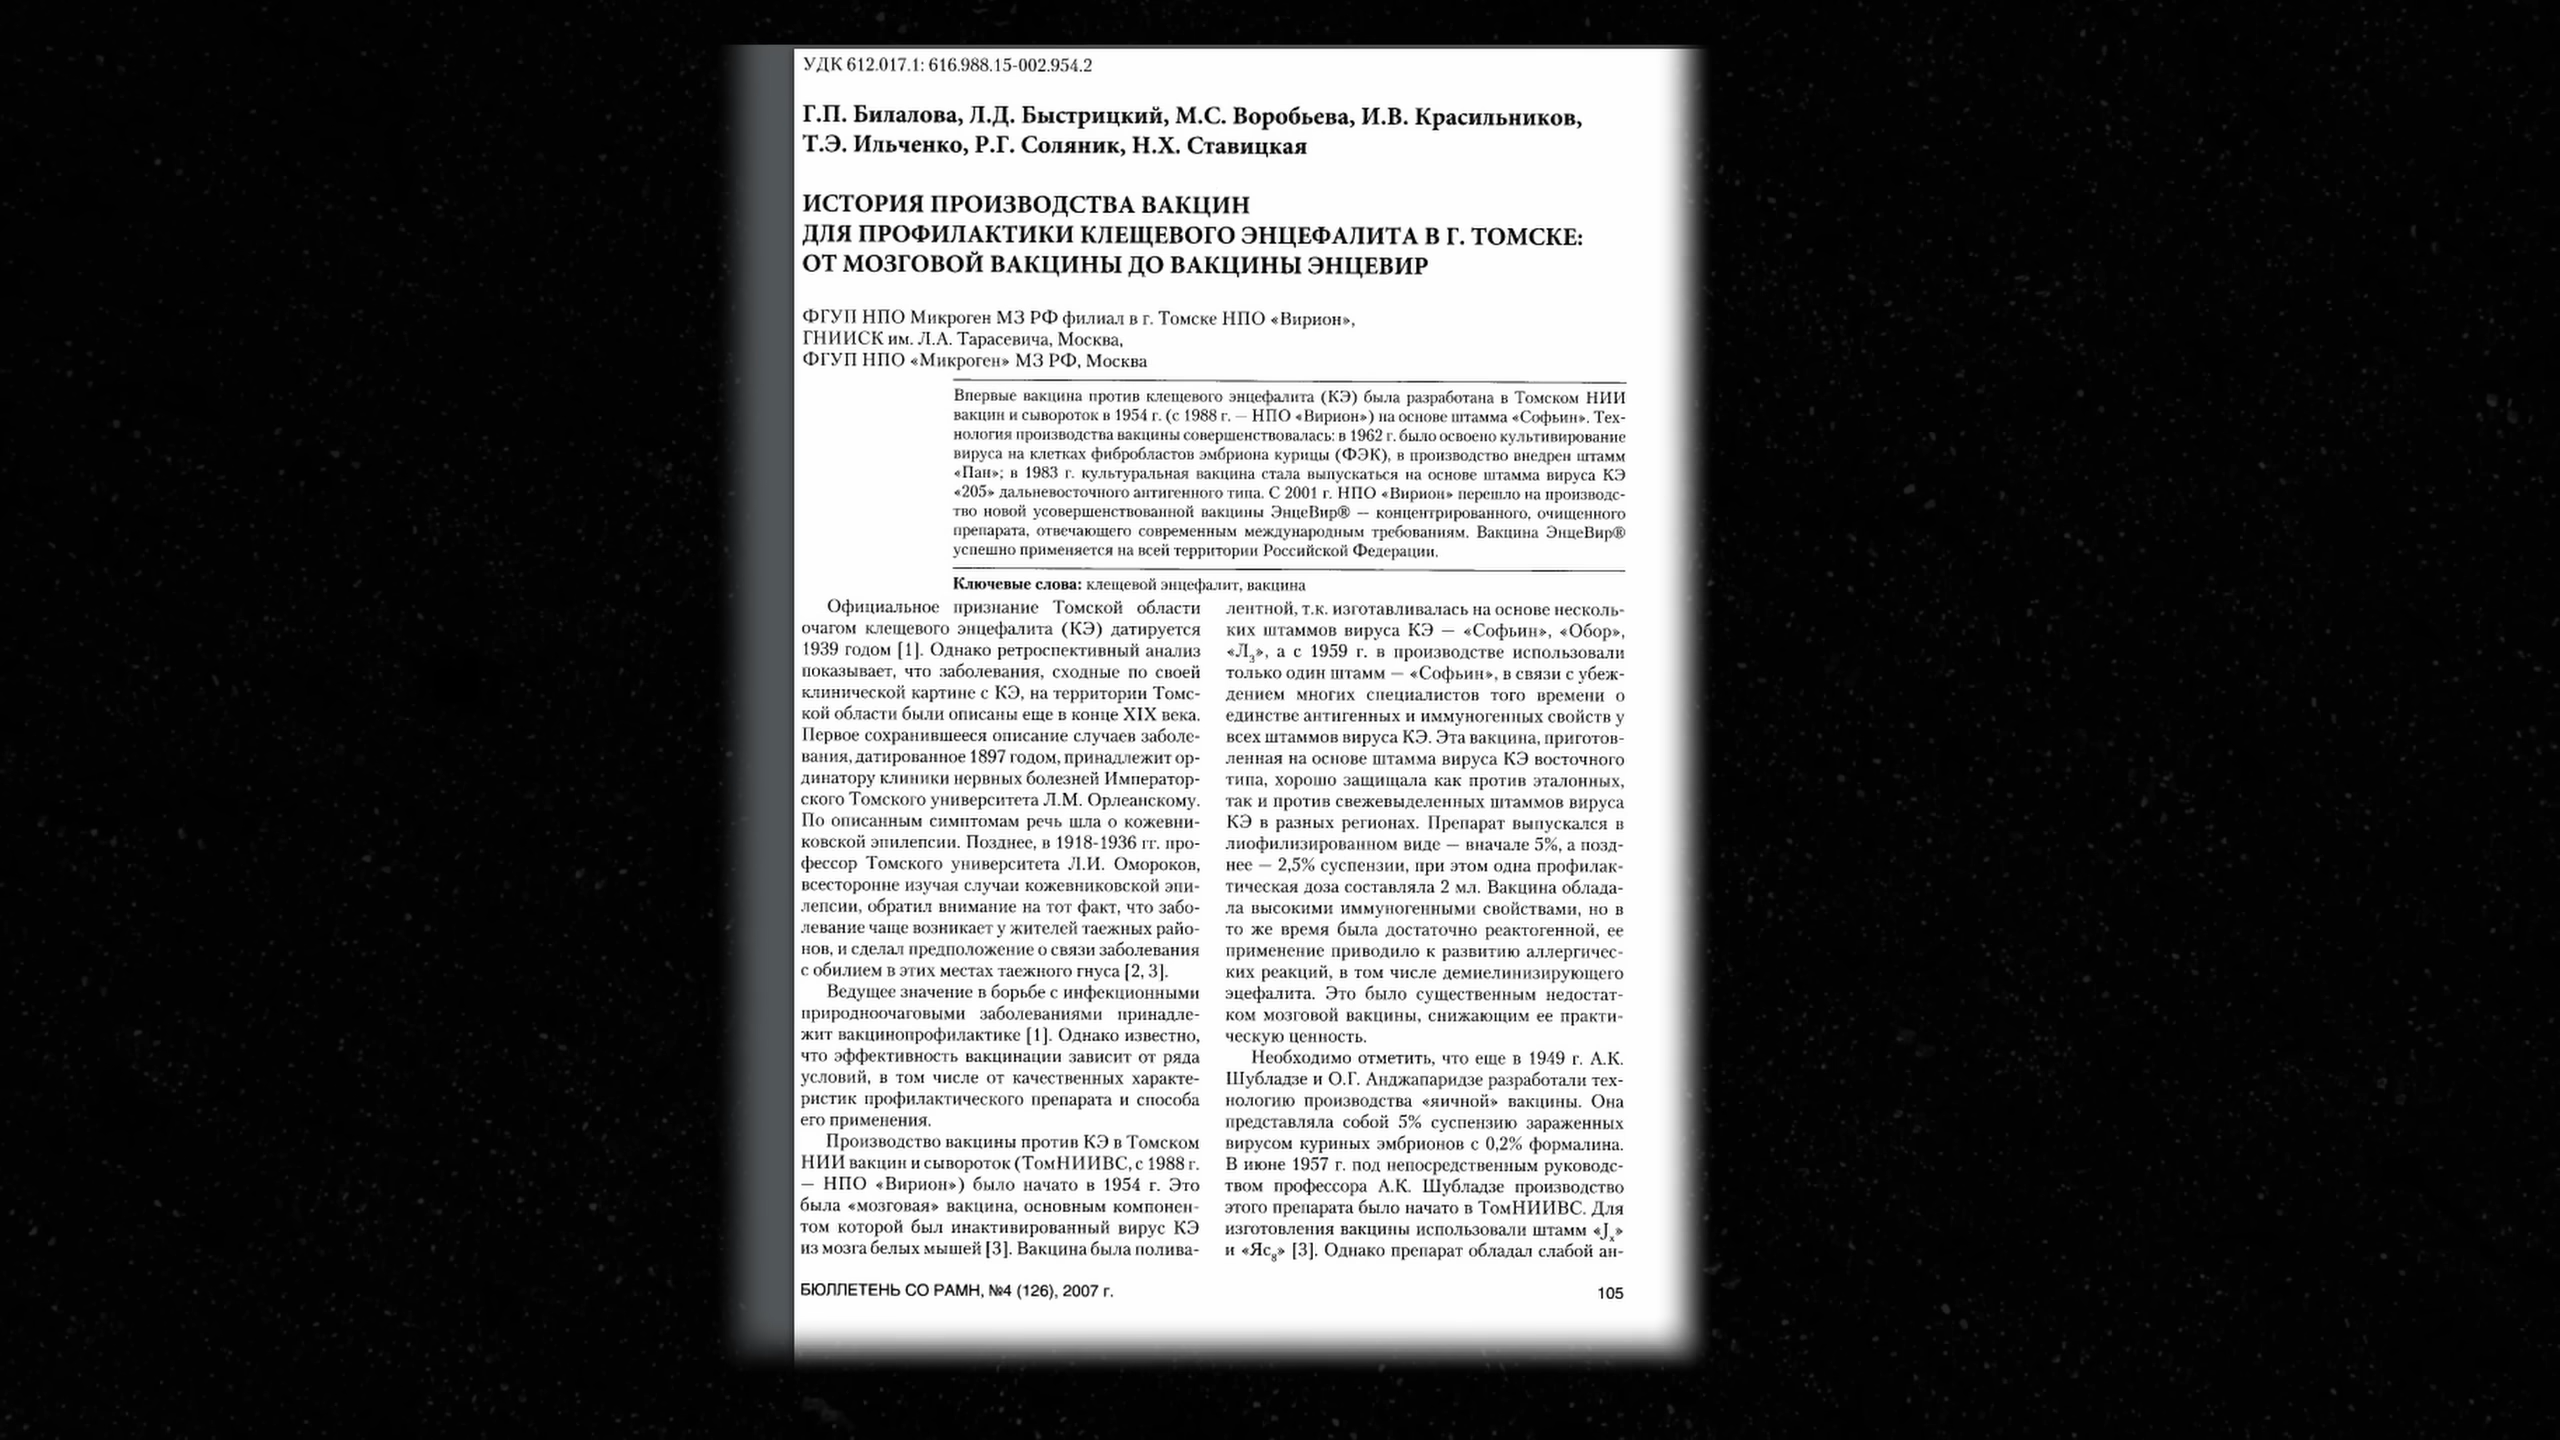 УДК 612.017.1: 616.988.15-002.954.2
Г.П. Билалова, Л.Д. Быстрицкий, М.С. Воробьева, И.В. Красильников,
Т.Э. Ильченко, Р.Г. Соляник, Н.Х. Ставицкая
ИСТОРИЯ ПРОИЗВОДСТВА ВАКЦИН
ДЛЯ ПРОФИЛАКТИКИ КЛЕЩЕВОГО ЭНЦЕФАЛИТА В Г. ТОМСКЕ:
ОТ МОЗГОВОЙ ВАКЦИНЫ ДО ВАКЦИНЫ ЭНЦЕВИР
ФГУП НПО Микроген МЗ РФ филиал в г. Томске НПО «Вирион»,
ГНИИСК им. Л.А. Тарасевича, Москва,
ФГУП НПО «Микроген» МЗ РФ, Москва
Впервые вакцина против клещевого энцефалита (КЭ) была разработана в Томском НИИ
вакцин и сывороток в 1954 г. (с 1988 г. — НПО «Вирион») на основе штамма «Софьин». Тех-
нология производства вакцины совершенствовалась: в 1962 г. было освоено культивирование
вируса на клетках фибробластов эмбриона курицы (ФЭК), в производство внедрен штамм
«Пан»; в 1983 г. культуральная вакцина стала выпускаться на основе штамма вируса КЭ
«205» дальневосточного антигенного типа. С 2001 г. НПО «Вирион» перешло на производс-
тво новой усовершенствованной вакцины ЭнцеВир® — концентрированного, очищенного
препарата, отвечающего современным международным требованиям. Вакцина ЭнцеВир®
успешно применяется на всей территории Российской Федерации.
Ключевые слова: клещевой энцефалит, вакцина
Официальное признание Томской области
очагом клещевого энцефалита (КЭ) датируется
1939 годом [1]. Однако ретроспективный анализ
показывает, что заболевания, сходные по своей
клинической картине с КЭ, на территории Томс-
кой области были описаны еще в конце XIX века.
Первое сохранившееся описание случаев заболе-
вания, датированное 1897 годом, принадлежит ор-
динатору клиники нервных болезней Император-
ского Томского университета Л.М. Орлеанскому.
По описанным симптомам речь шла о кожевни-
ковской эпилепсии. Позднее, в 1918-1936 гг. про-
фессор Томского университета Л.И. Омороков,
всесторонне изучая случаи кожевниковской эпи-
лепсии, обратил внимание на тот факт, что забо-
левание чаще возникает у жителей таежных райо-
нов, и сделал предположение о связи заболевания
с обилием в этих местах таежного гнуса [2, 3].
Ведущее значение в борьбе с инфекционными
природноочаговыми заболеваниями принадле-
жит вакцинопрофилактике [1]. Однако известно,
что эффективность вакцинации зависит от ряда
условий, в том числе от качественных характе-
ристик профилактического препарата и способа
его применения.
Производство вакцины против КЭ в Томском
НИИ вакцин и сывороток (ТомНИИВС, с 1988 г.
— НПО «Вирион») было начато в 1954 г. Это
была «мозговая» вакцина, основным компонен-
том которой был инактивированный вирус КЭ
из мозга белых мышей [3]. Вакцина была полива-
лентной, т.к. изготавливалась на основе несколь-
ких штаммов вируса КЭ — «Софьин», «Обор»,
«Л₃», а с 1959 г. в производстве использовали
только один штамм — «Софьин», в связи с убеж-
дением многих специалистов того времени о
единстве антигенных и иммуногенных свойств у
всех штаммов вируса КЭ. Эта вакцина, приготов-
ленная на основе штамма вируса КЭ восточного
типа, хорошо защищала как против эталонных,
так и против свежевыделенных штаммов вируса
КЭ в разных регионах. Препарат выпускался в
лиофилизированном виде — вначале 5%, а позд-
нее — 2,5% суспензии, при этом одна профилак-
тическая доза составляла 2 мл. Вакцина облада-
ла высокими иммуногенными свойствами, но в
то же время была достаточно реактогенной, ее
применение приводило к развитию аллергичес-
ких реакций, в том числе демиелинизирующего
эцефалита. Это было существенным недостат-
ком мозговой вакцины, снижающим ее практи-
ческую ценность.
Необходимо отметить, что еще в 1949 г. А.К.
Шубладзе и О.Г. Анджапаридзе разработали тех-
нологию производства «яичной» вакцины. Она
представляла собой 5% суспензию зараженных
вирусом куриных эмбрионов с 0,2% формалина.
В июне 1957 г. под непосредственным руководс-
твом профессора А.К. Шубладзе производство
этого препарата было начато в ТомНИИВС. Для
изготовления вакцины использовали штамм «Jₓ»
и «Яс₈» [3]. Однако препарат обладал слабой ан-
БЮЛЛЕТЕНЬ СО РАМН, №4 (126), 2007 г.
105